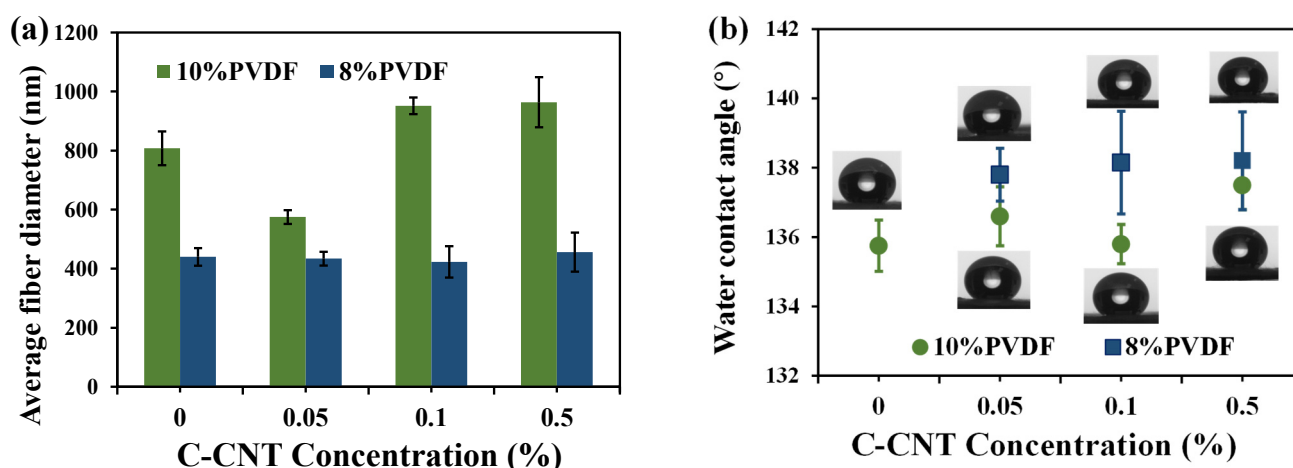 (a)
1200
1000
800
600
400
200
0
Average fiber diameter (nm)
10%PVDF 8%PVDF
0 0.05 0.1 0.5
C-CNT Concentration (%)
(b)
142
140
138
136
134
132
Water contact angle (°)
10%PVDF 8%PVDF
0 0.05 0.1 0.5
C-CNT Concentration (%)